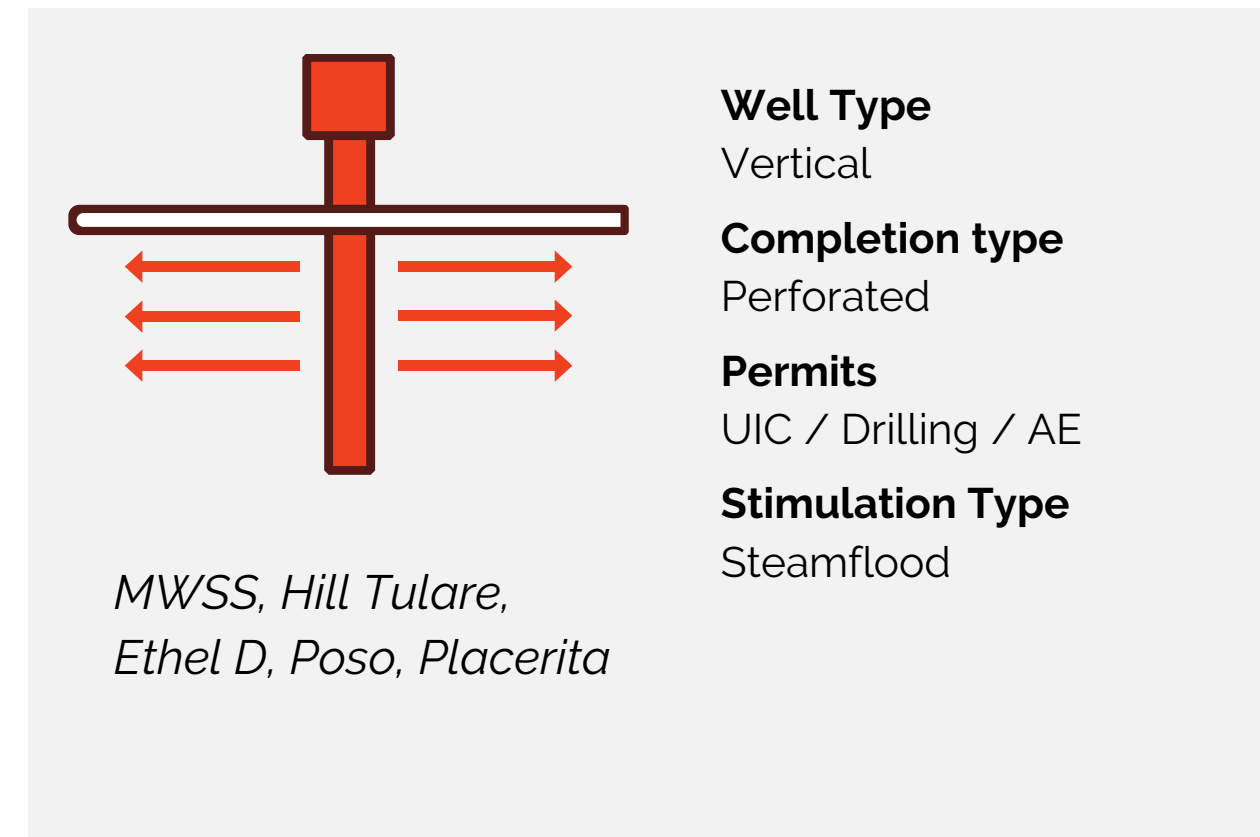 Well Type
Vertical
Completion type
Perforated
Permits
UIC / Drilling / AE
Stimulation Type
Steamflood
MWSS, Hill Tulare,
Ethel D, Poso, Placerita